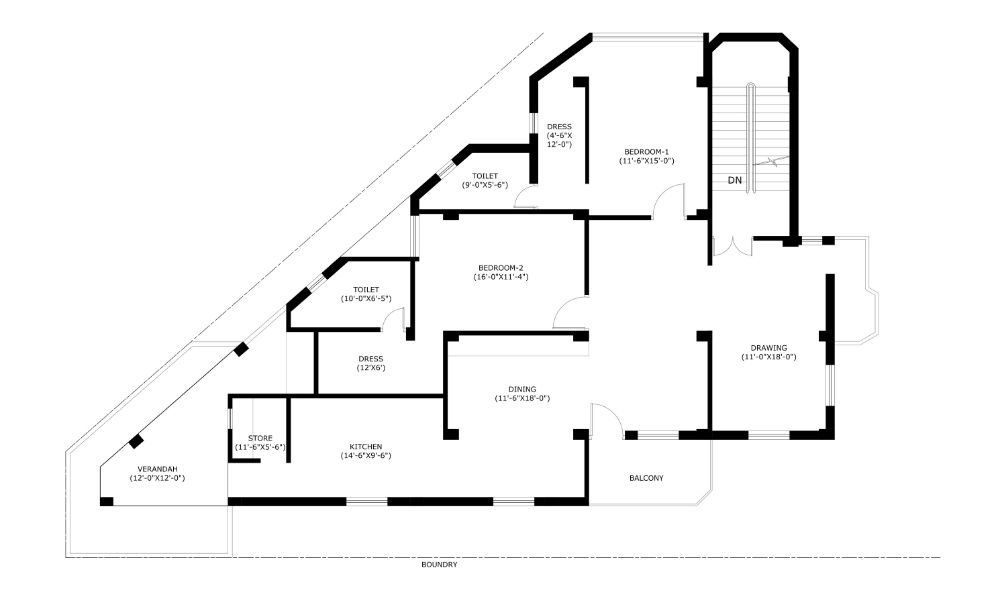 DRESS
(4'-6"X
12'-0")
BEDROOM-1
(11'-6"X15'-0")
TOILET
(9'-0"X5'-6")
DN
BEDROOM-2
(16'-0"X11'-4")
TOILET
(10'-0"X6'-5")
DRAWING
(11'-0"X18'-0")
DRESS
(12'X6')
DINING
(11'-6"X18'-0)
STORE
(11'-6"X5'-6")
KITCHEN
(14'-6"X9'-6")
VERANDAH
(12'-0"X12'-0")
BALCONY
BOUNDRY